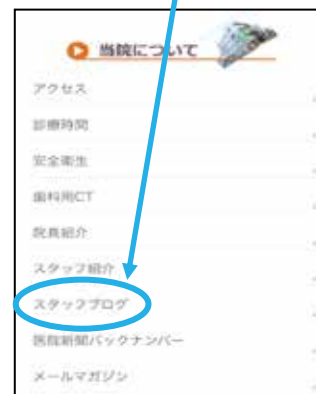 当院について
アクセス
診療時間
安全衛生
歯科用CT
院長紹介
スタッフ紹介
スタッフブログ
医院新聞バックナンバー
メールマガジン